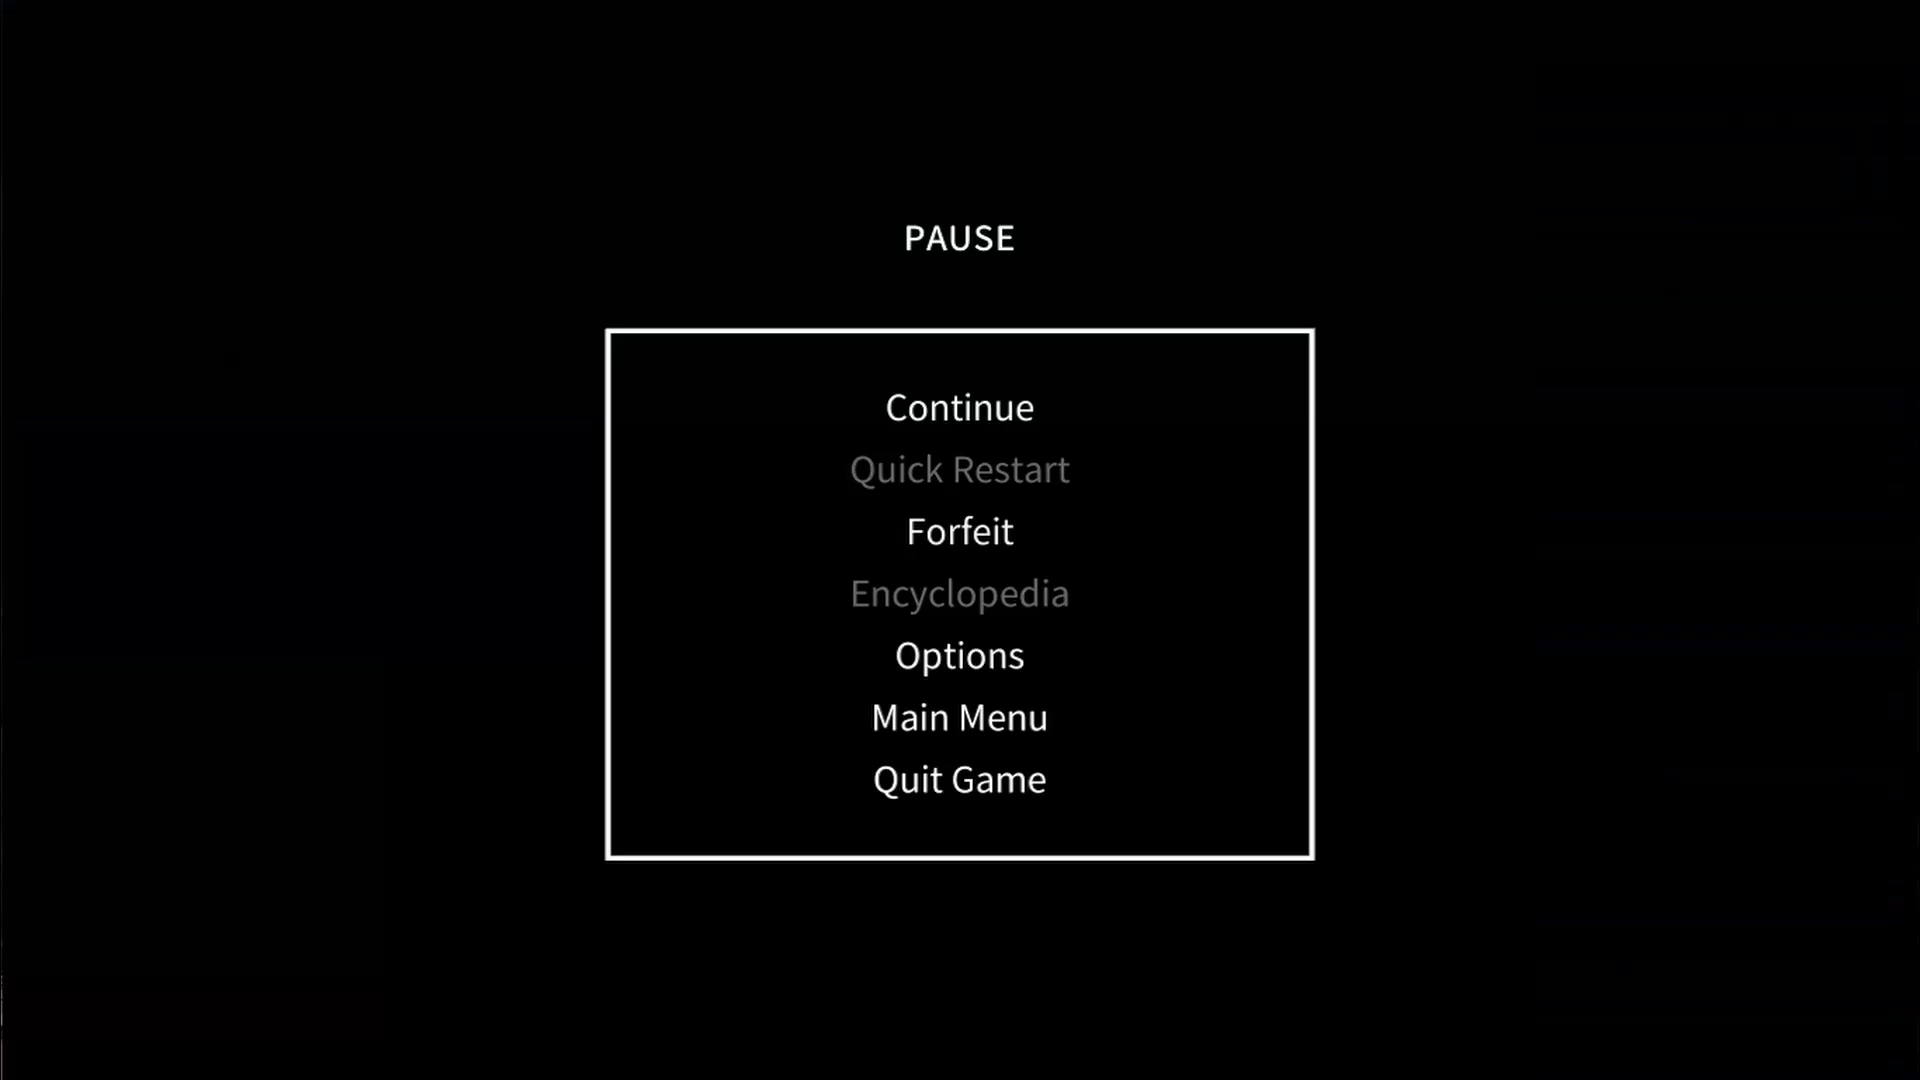 PAUSE
Continue
Quick Restart
Forfeit
Encyclopedia
Options
Main Menu
Quit Game